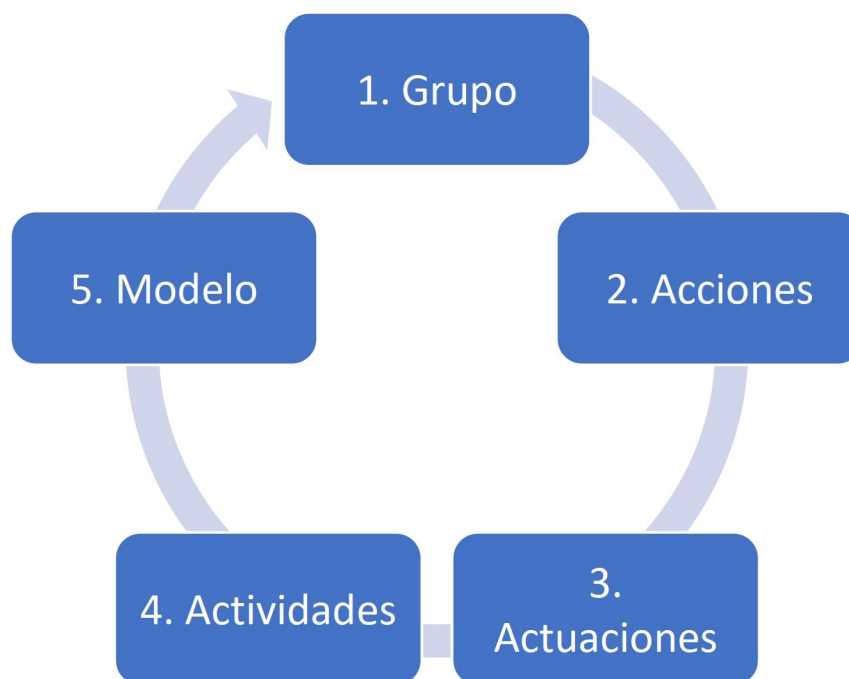 1. Grupo
2. Acciones
3.
Actuaciones
4. Actividades
5. Modelo